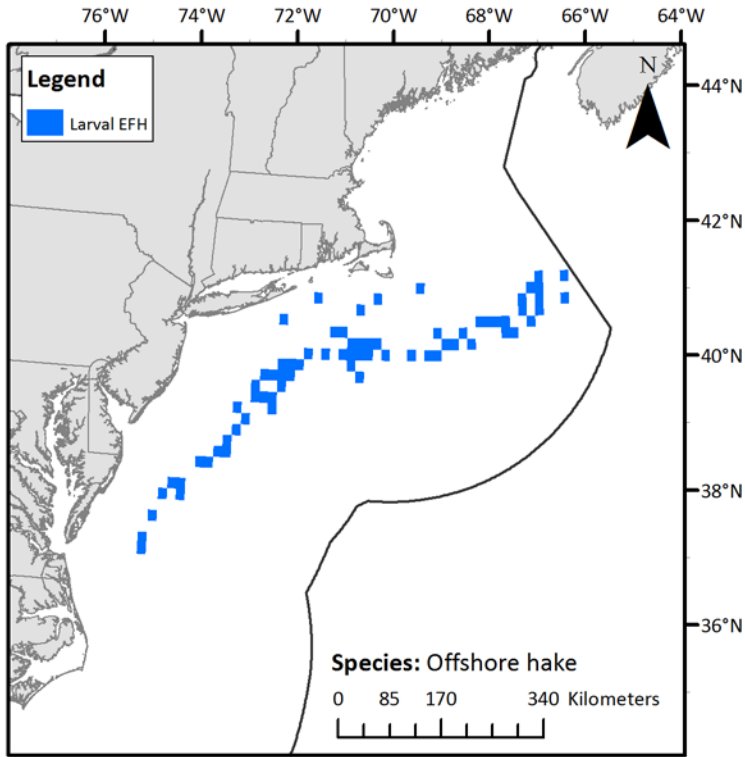 76°W 74°W 72°W 70°W 68°W 66°W 64°W
Legend
Larval EFH
N
44°N
42°N
40°N
38°N
36°N
Species: Offshore hake
0 85 170 340 Kilometers